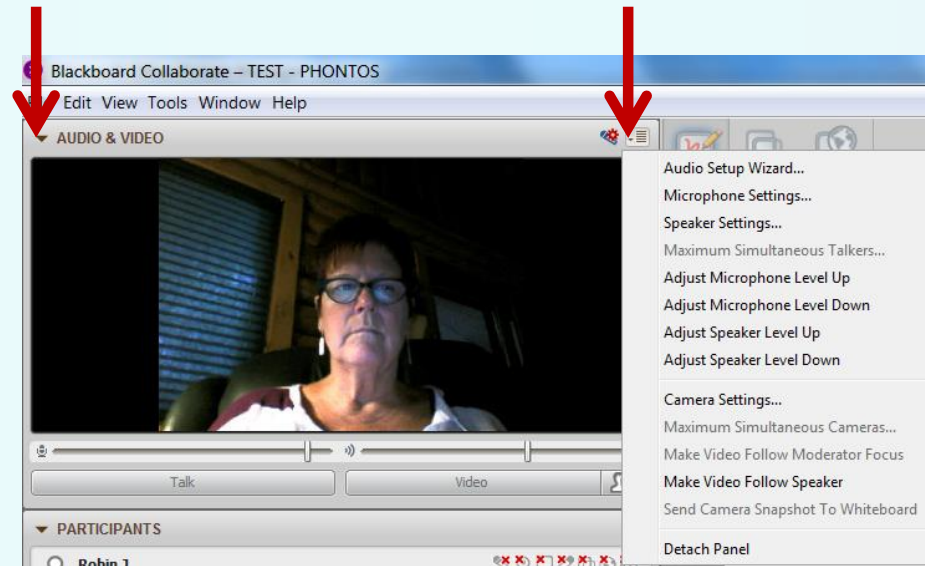 Blackboard Collaborate – TEST - PHONTOS
Edit View Tools Window Help
AUDIO & VIDEO
Audio Setup Wizard...
Microphone Settings...
Speaker Settings...
Maximum Simultaneous Talkers...
Adjust Microphone Level Up
Adjust Microphone Level Down
Adjust Speaker Level Up
Adjust Speaker Level Down
Camera Settings...
Maximum Simultaneous Cameras...
Make Video Follow Moderator Focus
Make Video Follow Speaker
Send Camera Snapshot To Whiteboard
Detach Panel
Talk Video
PARTICIPANTS
Robin J